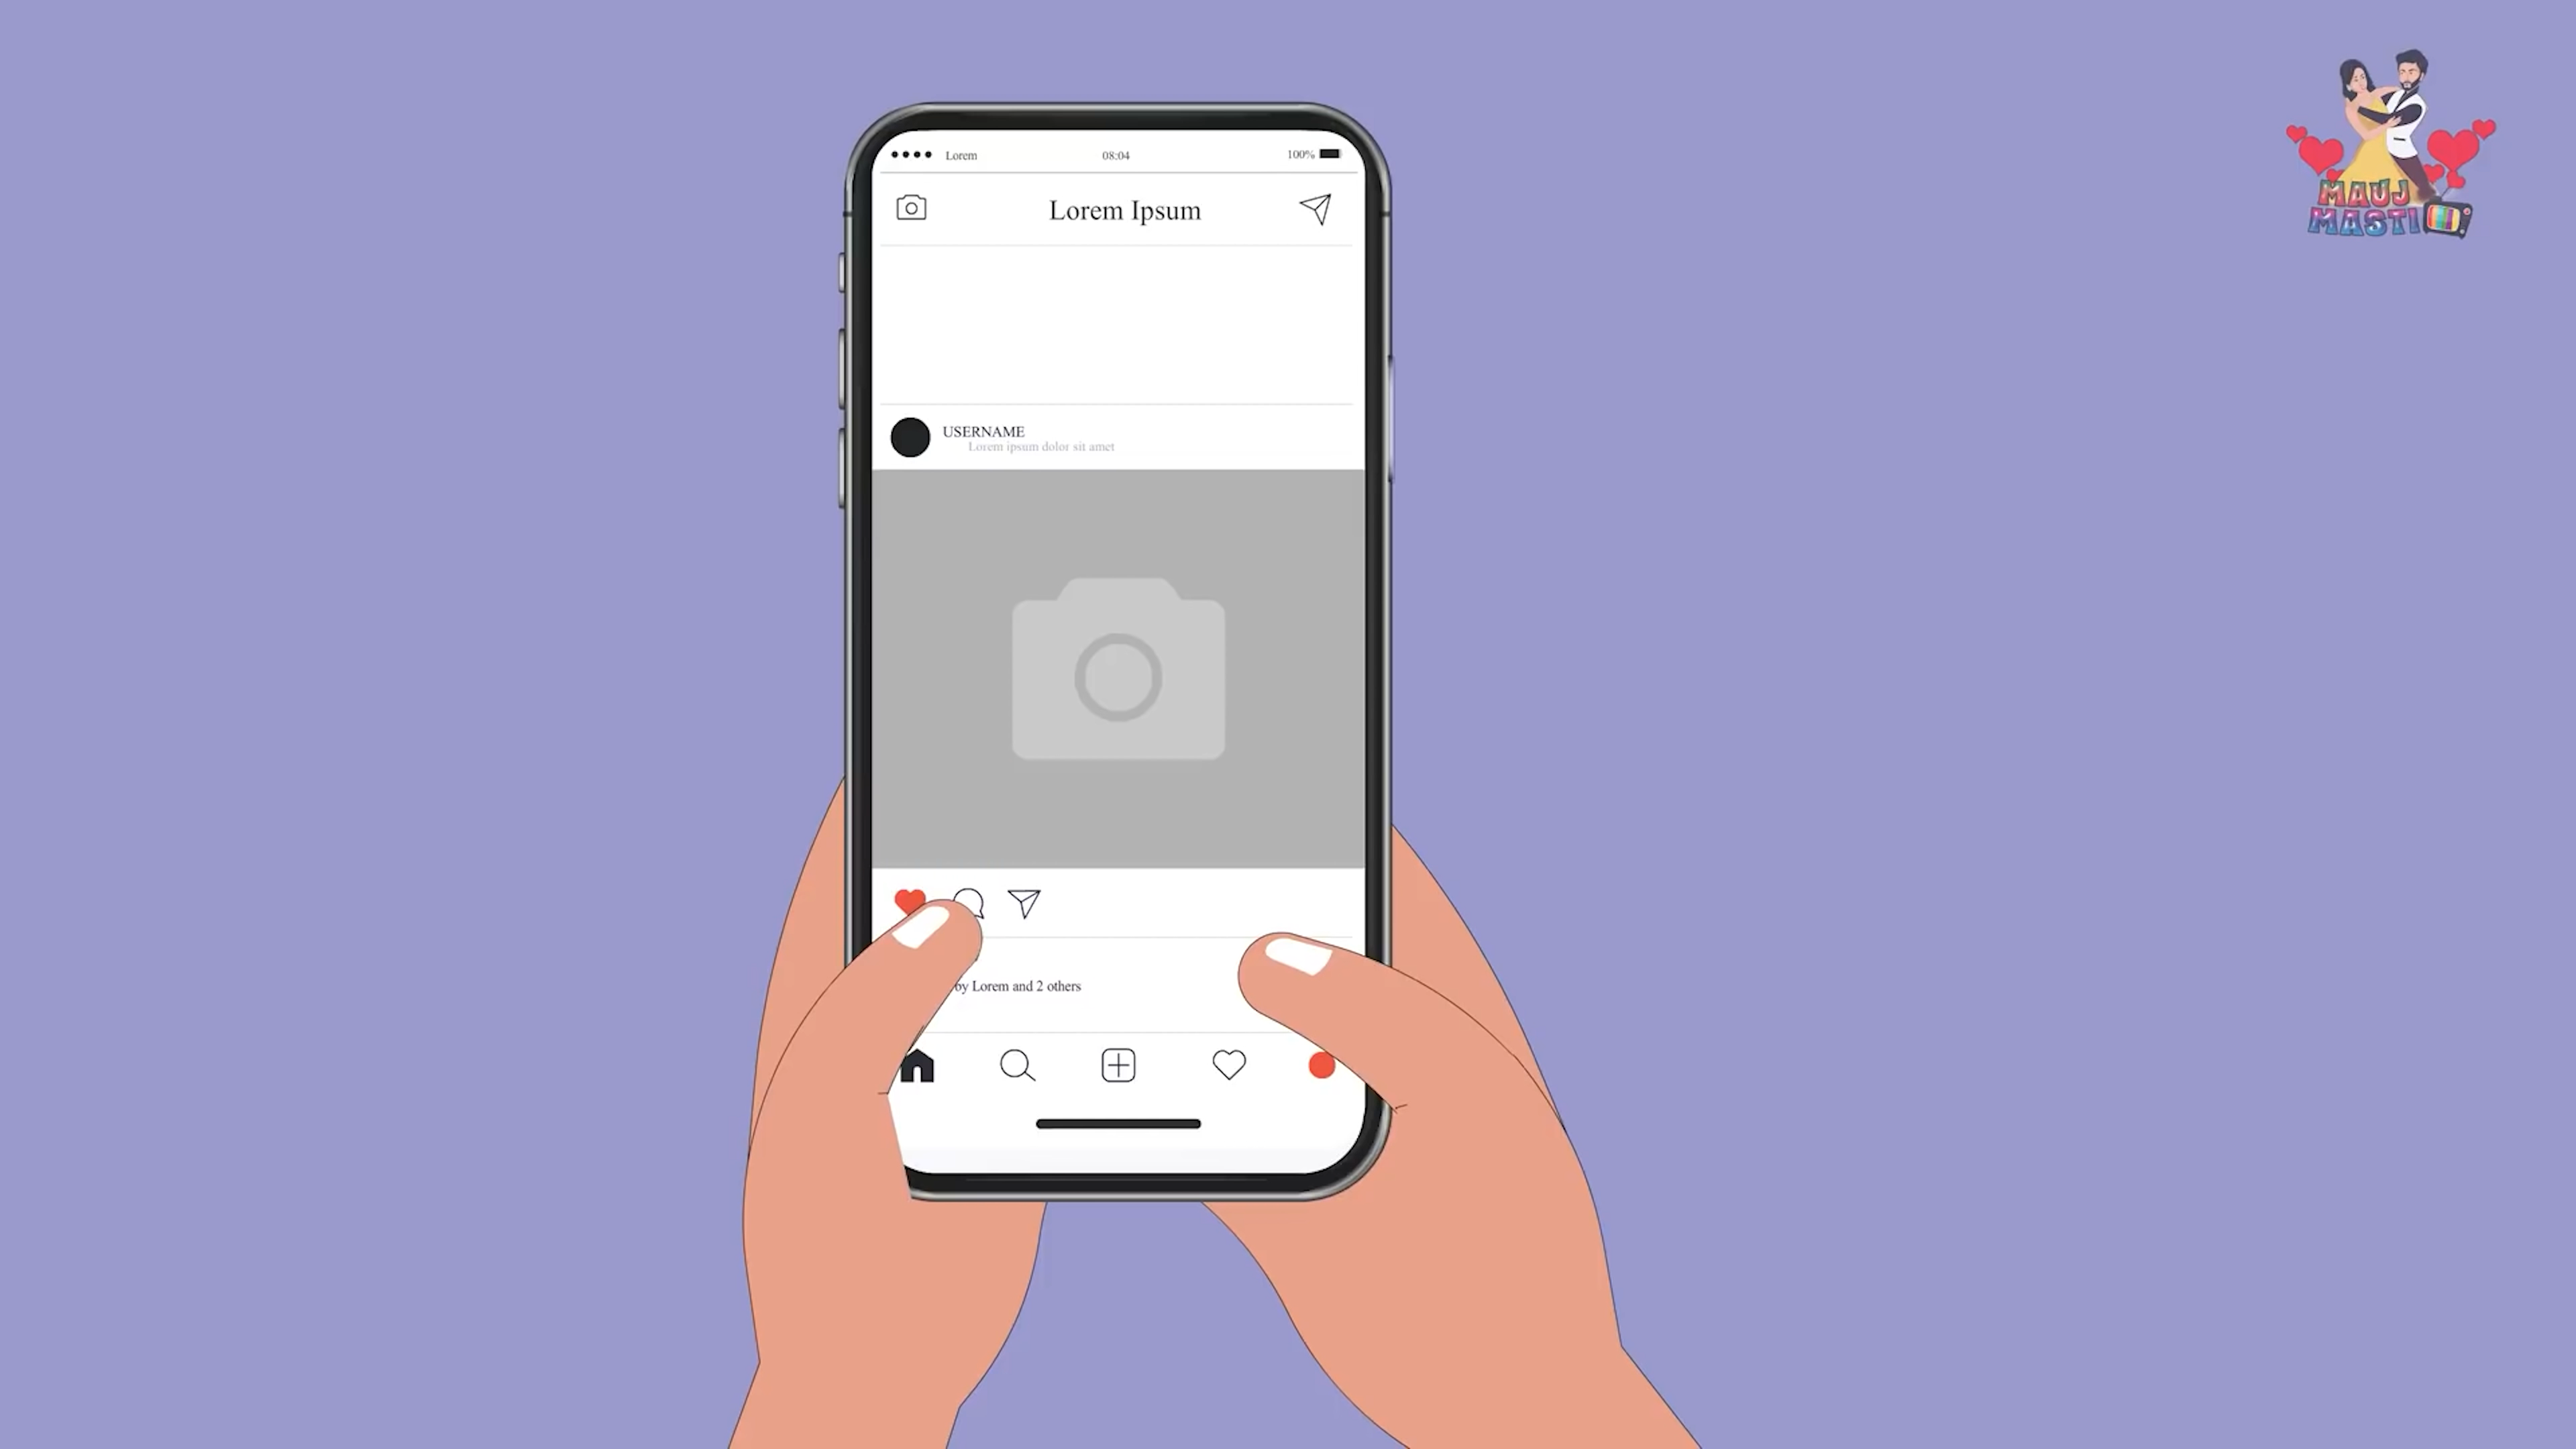 Lorem 08:04 100%
Lorem Ipsum
USERNAME
Lorem ipsum dolor sit amet
by Lorem and 2 others
MAUJ
MASTI